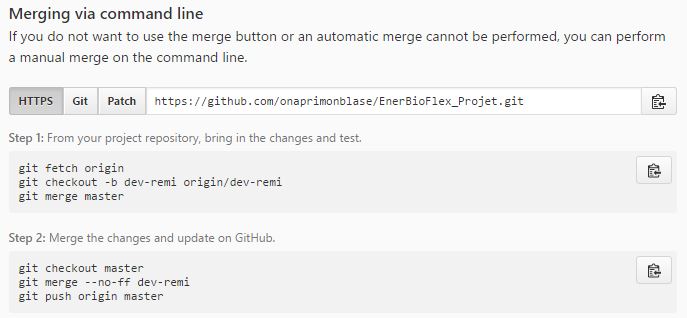 Merging via command line
If you do not want to use the merge button or an automatic merge cannot be performed, you can perform
a manual merge on the command line.
HTTPS Git Patch https://github.com/onaprimonblase/EnerBioFlex_Projet.git
Step 1: From your project repository, bring in the changes and test.
git fetch origin
git checkout -b dev-remi origin/dev-remi
git merge master
Step 2: Merge the changes and update on GitHub.
git checkout master
git merge --no-ff dev-remi
git push origin master